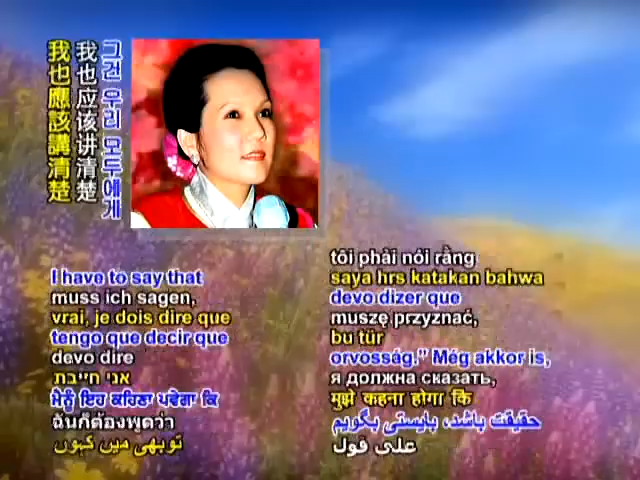 我也應該講清楚
我也应该讲清楚
그건 우리 모두에게
I have to say that
muss ich sagen,
vrai, je dois dire que
tengo que decir que
devo dire
אני חייבת
ਮੈਨੂੰ ਇਹ ਕਹਿਣਾ ਪਵੇਗਾ ਕਿ
ฉันก็ต้องพูดว่า
تو بھی میں کہوں
tôi phải nói rằng
saya hrs katakan bahwa
devo dizer que
muszę przyznać,
bu tür
orvosság." Még akkor is,
я должна сказать,
मुझे कहना होगा कि
حقیقت باشد، بایستی بگویم
على قول